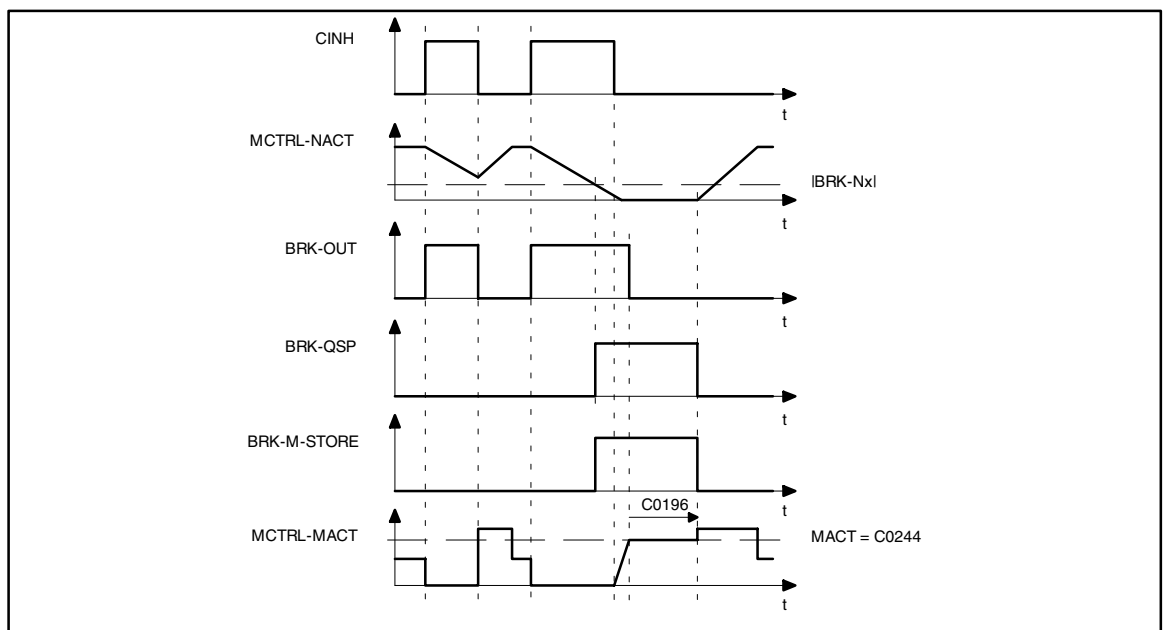 CINH
t
MCTRL-NACT
|BRK-Nx|
t
BRK-OUT
t
BRK-QSP
t
BRK-M-STORE
t
C0196
MCTRL-MACT
MACT = C0244
t